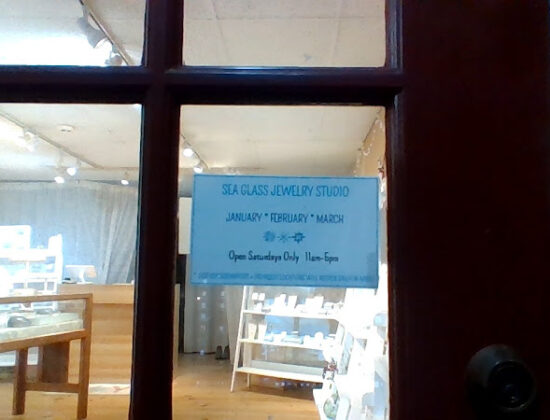 SEA GLASS JEWELRY STUDIO
JANUARY * FEBRUARY * MARCH
Open Saturdays Only 11am-5pm